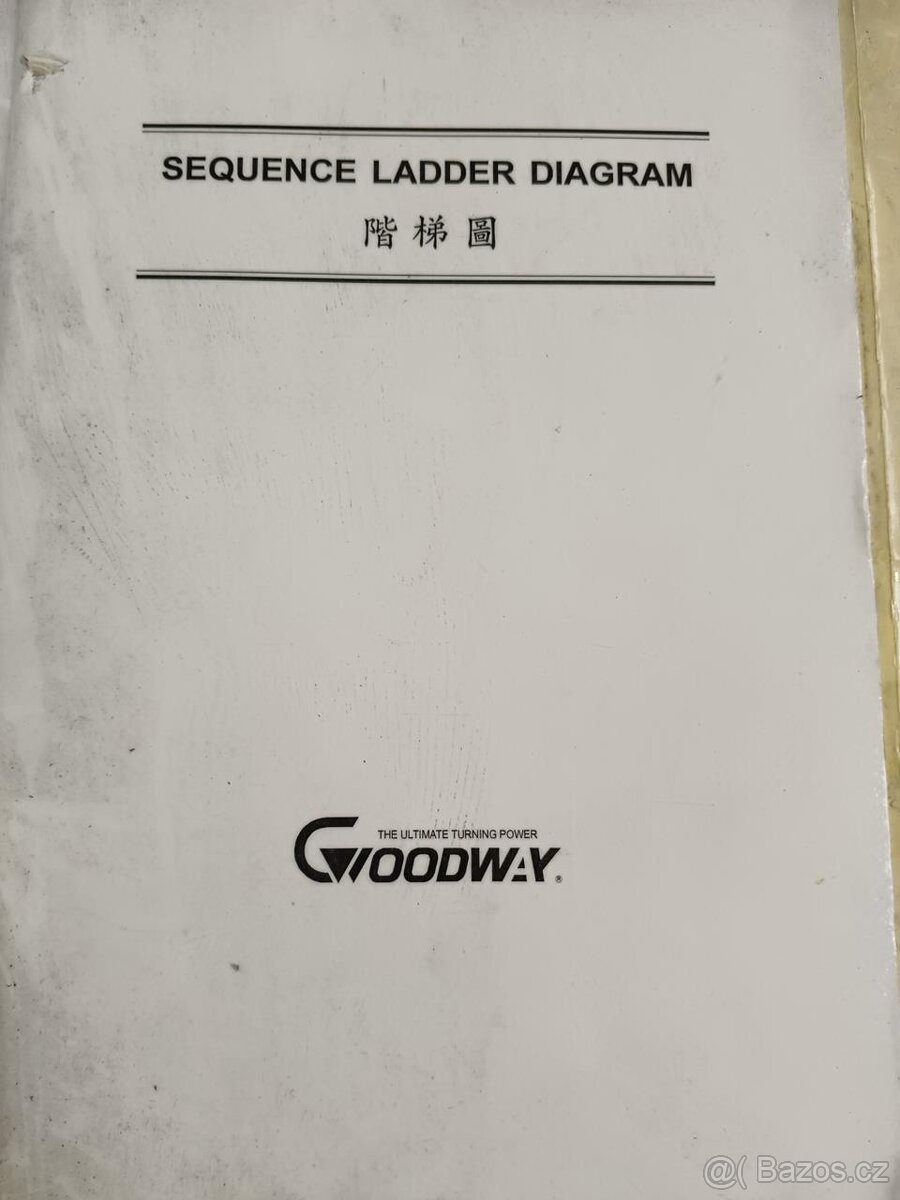 SEQUENCE LADDER DIAGRAM
階梯圖
THE ULTIMATE TURNING POWER
GOODWAY®
@( Bazos.cz